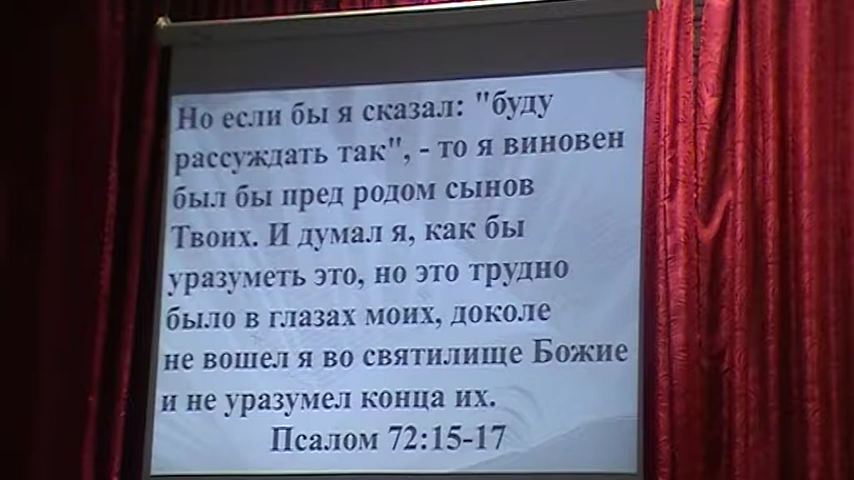 Но если бы я сказал: "буду
рассуждать так", - то я виновен
был бы пред родом сынов
Твоих. И думал я, как бы
уразуметь это, но это трудно
было в глазах моих, доколе
не вошел я во святилище Божие
и не уразумел конца их.
Псалом 72:15-17